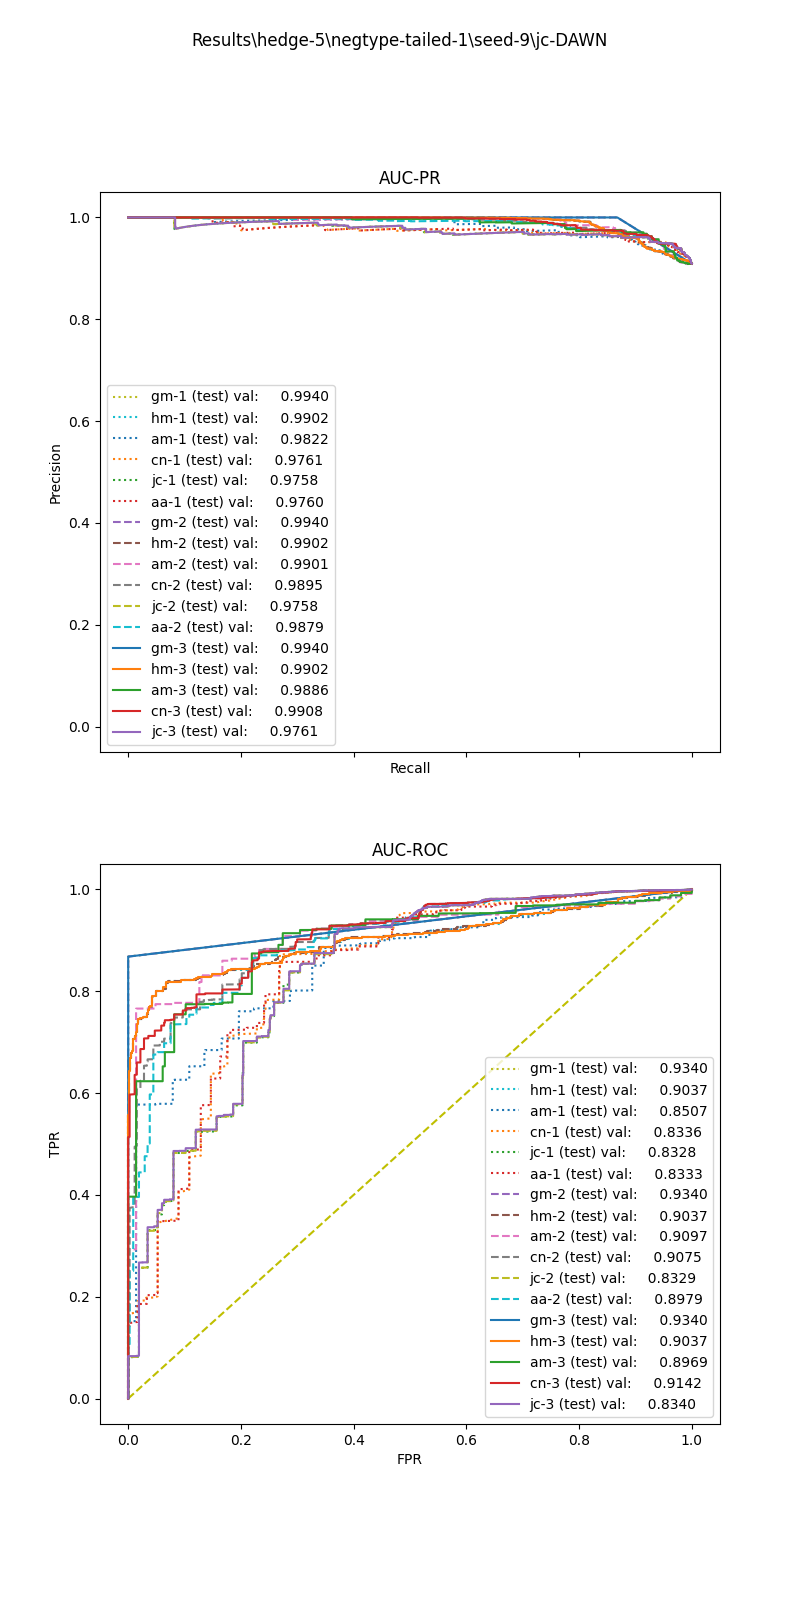 Results\hedge-5\negtype-tailed-1\seed-9\jc-DAWN
AUC-PR
1.0
0.8
0.6
0.4
0.2
0.0
Precision
gm-1 (test) val: 0.9940
hm-1 (test) val: 0.9902
am-1 (test) val: 0.9822
cn-1 (test) val: 0.9761
jc-1 (test) val: 0.9758
aa-1 (test) val: 0.9760
gm-2 (test) val: 0.9940
hm-2 (test) val: 0.9902
am-2 (test) val: 0.9901
cn-2 (test) val: 0.9895
jc-2 (test) val: 0.9758
aa-2 (test) val: 0.9879
gm-3 (test) val: 0.9940
hm-3 (test) val: 0.9902
am-3 (test) val: 0.9886
cn-3 (test) val: 0.9908
jc-3 (test) val: 0.9761
Recall
AUC-ROC
1.0
0.8
0.6
0.4
0.2
0.0
TPR
gm-1 (test) val: 0.9340
hm-1 (test) val: 0.9037
am-1 (test) val: 0.8507
cn-1 (test) val: 0.8336
jc-1 (test) val: 0.8328
aa-1 (test) val: 0.8333
gm-2 (test) val: 0.9340
hm-2 (test) val: 0.9037
am-2 (test) val: 0.9097
cn-2 (test) val: 0.9075
jc-2 (test) val: 0.8329
aa-2 (test) val: 0.8979
gm-3 (test) val: 0.9340
hm-3 (test) val: 0.9037
am-3 (test) val: 0.8969
cn-3 (test) val: 0.9142
jc-3 (test) val: 0.8340
0.0 0.2 0.4 0.6 0.8 1.0
FPR